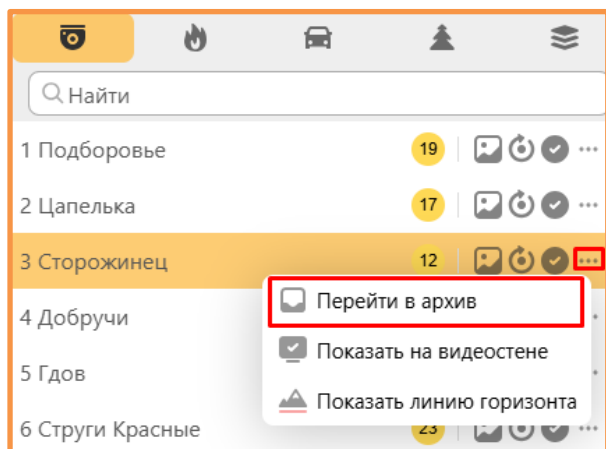 Найти
1 Подборовье 19
2 Цапелька 17
3 Сторожинец 12
Перейти в архив
4 Добручи
Показать на видеостене
5 Гдов
Показать линию горизонта
6 Струги Красные 23